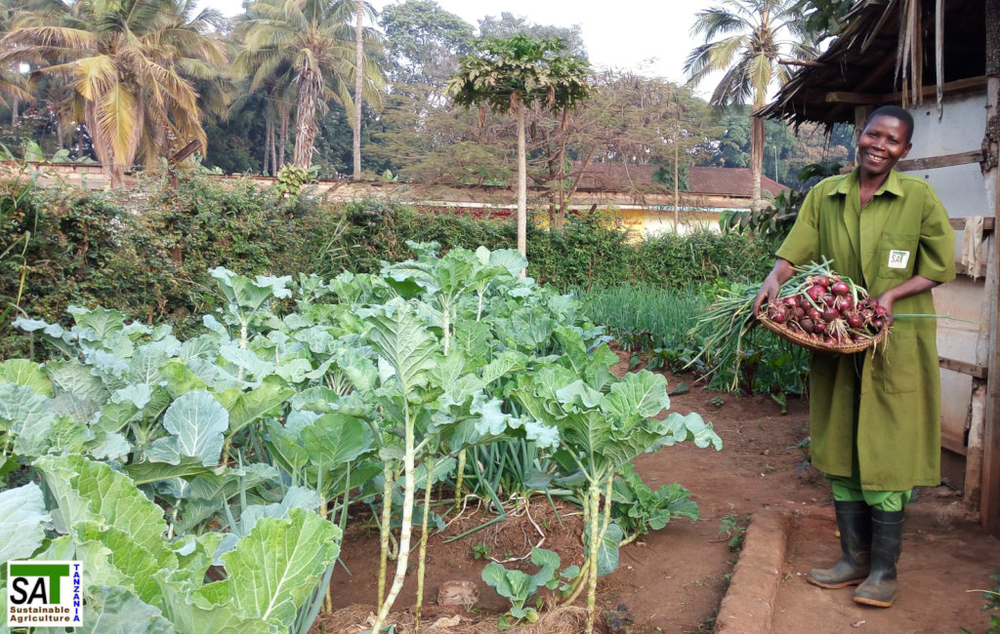 SAT
SAT
TANZANIA
Sustainable
Agriculture